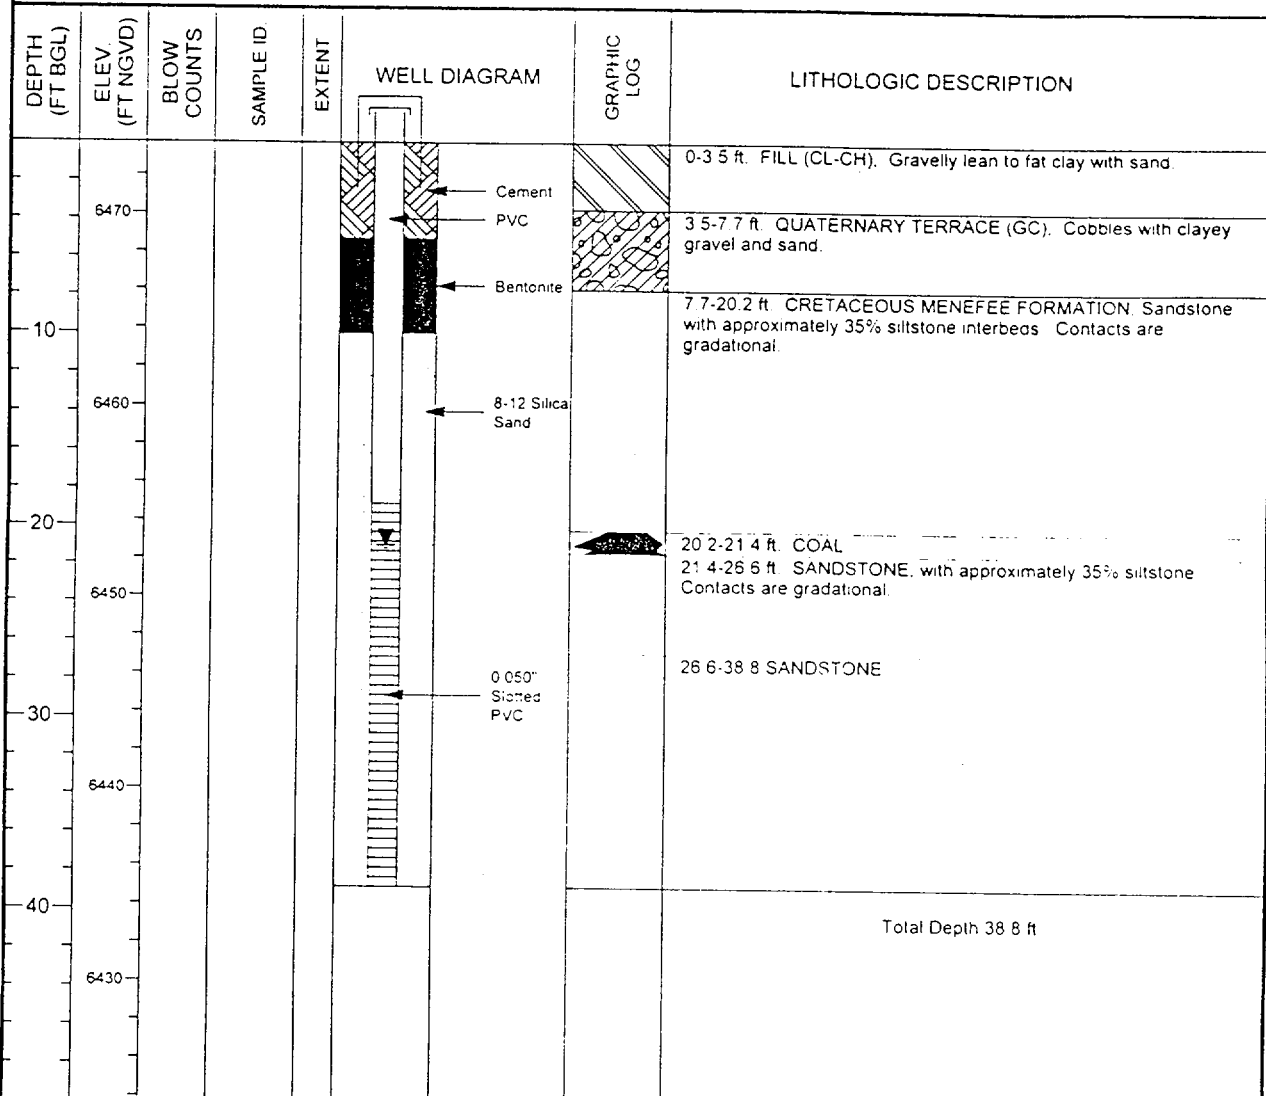 DEPTH
(FT BGL)
ELEV.
(FT NGVD)
BLOW
COUNTS
SAMPLE ID
EXTENT
WELL DIAGRAM
GRAPHIC
LOG
LITHOLOGIC DESCRIPTION
0-3 5 ft. FILL (CL-CH). Gravelly lean to fat clay with sand.
Cement
6470
PVC
3 5-7.7 ft. QUATERNARY TERRACE (GC). Cobbles with clayey
gravel and sand.
Bentonite
7.7-20.2 ft. CRETACEOUS MENEFEE FORMATION. Sandstone
with approximately 35% siltstone interbeds Contacts are
gradational.
10
6460
8-12 Silica
Sand
20
20 2-21 4 ft. COAL
21 4-26 6 ft. SANDSTONE, with approximately 35% siltstone
Contacts are gradational.
6450
26 6-38 8 SANDSTONE
0 050"
Slotted
PVC
30
6440
40
Total Depth 38 8 ft
6430